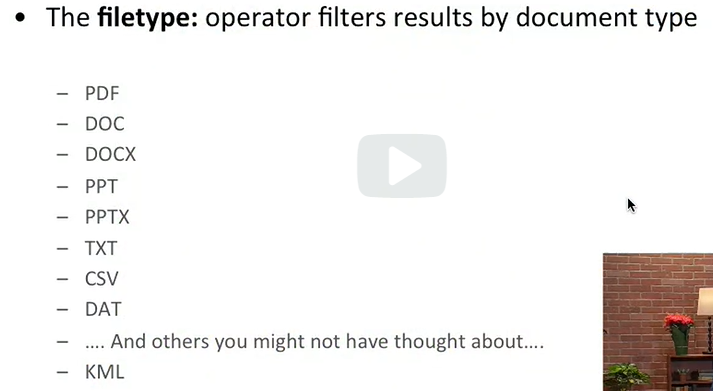 • The filetype: operator filters results by document type
– PDF
– DOC
– DOCX
– PPT
– PPTX
– TXT
– CSV
– DAT
– .... And others you might not have thought about....
– KML